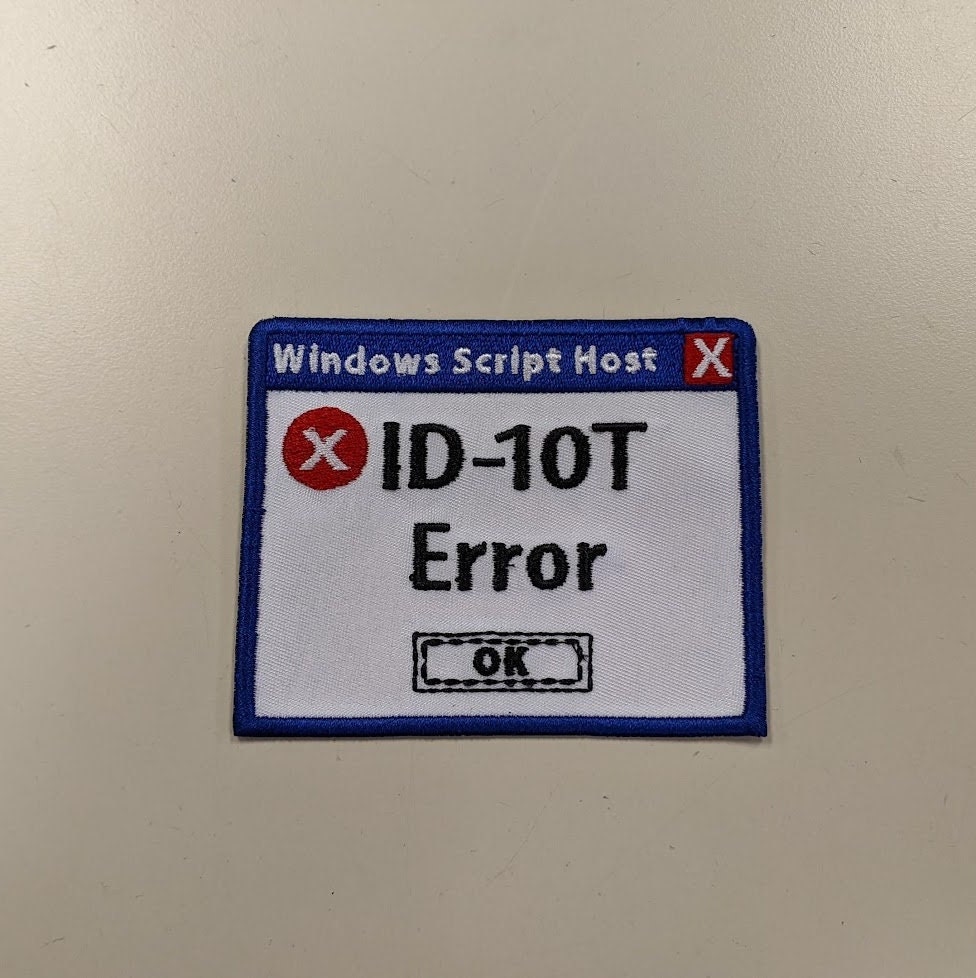 Windows Script Host X
X ID-10T
Error
OK